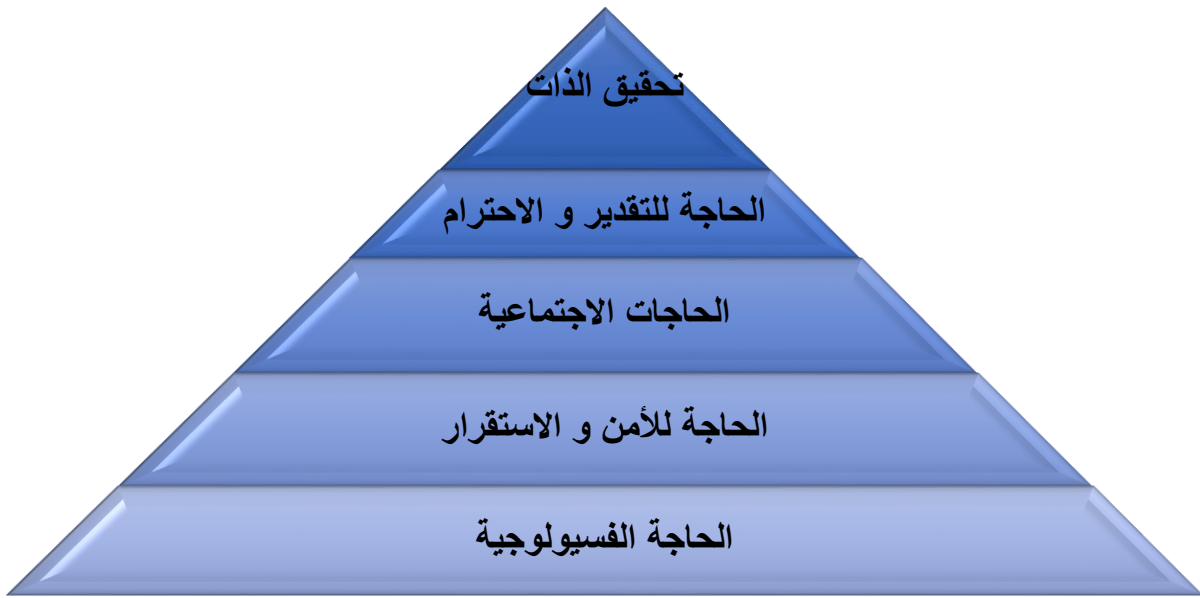 تحقيق الذات
الحاجة للتقدير و الاحترام
الحاجات الاجتماعية
الحاجة للأمن و الاستقرار
الحاجة الفسيولوجية